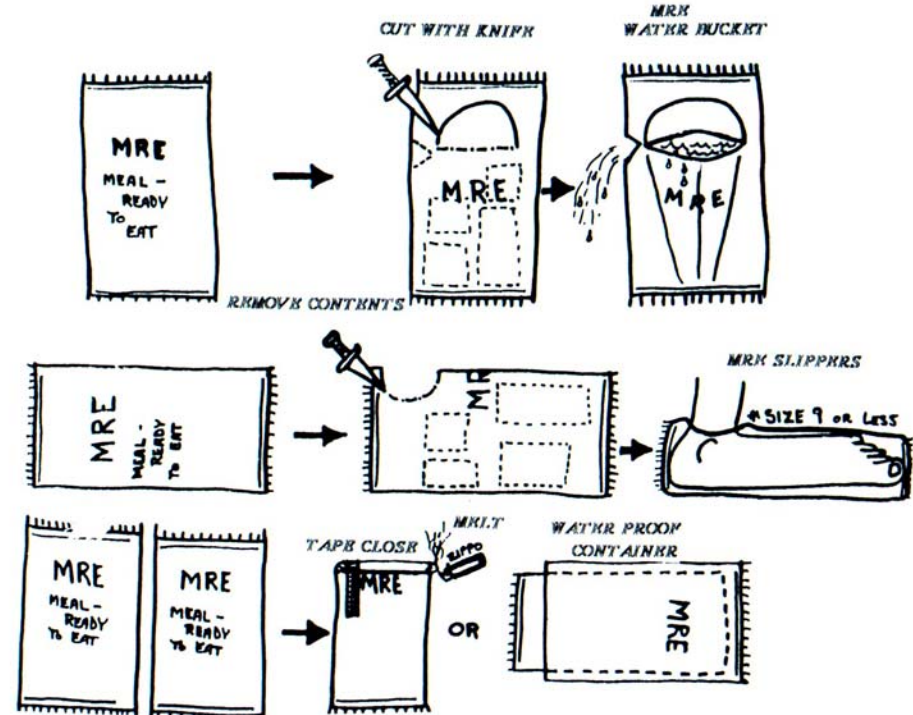 MRE
MEAL -
READY
TO
EAT
CUT WITH KNIFE
MRE
MRE
WATER BUCKET
MRE
REMOVE CONTENTS
MRE
MEAL -
READY
TO EAT
MRE
MRE SLIPPERS
* SIZE 9 OR LESS
MRE
MEAL -
READY
TO EAT
MRE
MEAL -
READY
TO EAT
TAPE CLOSE
MELT
ZIPPO
MRE
OR
WATER PROOF
CONTAINER
MRE